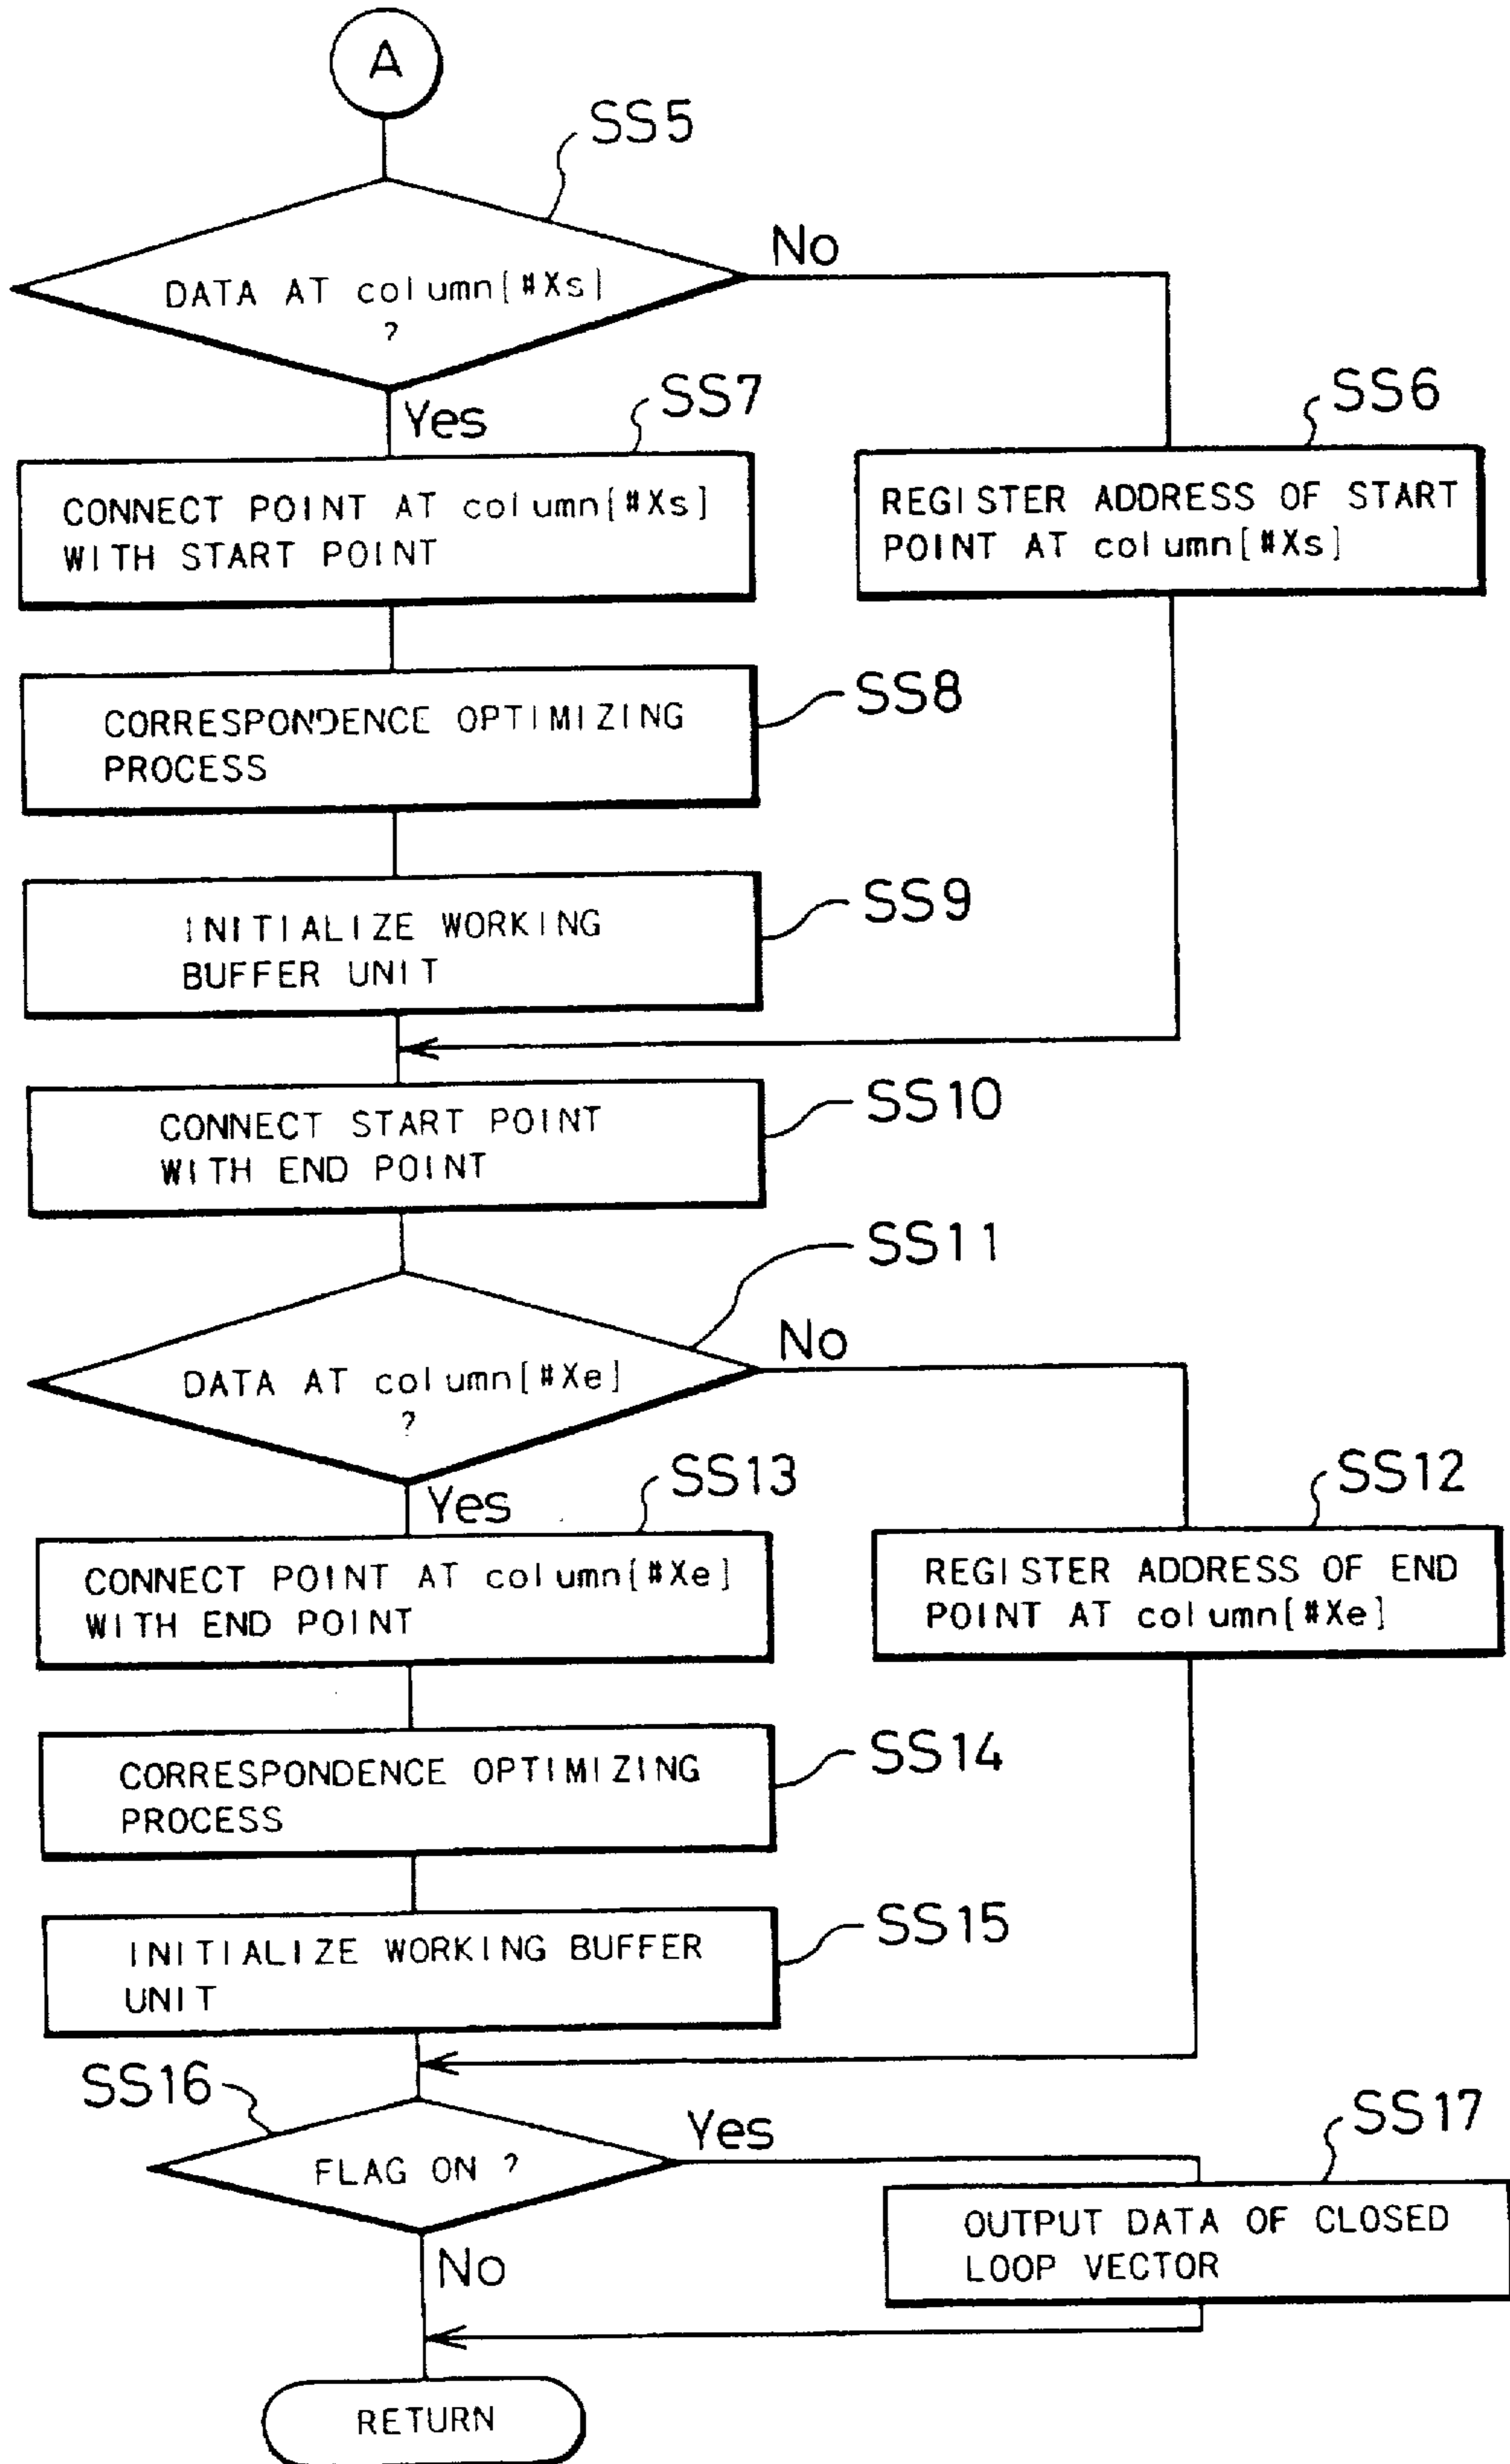 A
SS5
No
DATA AT column[#Xs]
?
Yes
SS7
SS6
CONNECT POINT AT column[#Xs]
WITH START POINT
REGISTER ADDRESS OF START
POINT AT column[#Xs]
SS8
CORRESPONDENCE OPTIMIZING
PROCESS
SS9
INITIALIZE WORKING
BUFFER UNIT
SS10
CONNECT START POINT
WITH END POINT
SS11
No
DATA AT column[#Xe]
?
Yes
SS13
SS12
CONNECT POINT AT column[#Xe]
WITH END POINT
REGISTER ADDRESS OF END
POINT AT column[#Xe]
SS14
CORRESPONDENCE OPTIMIZING
PROCESS
SS15
INITIALIZE WORKING BUFFER
UNIT
SS16
Yes
SS17
FLAG ON ?
OUTPUT DATA OF CLOSED
LOOP VECTOR
No
RETURN